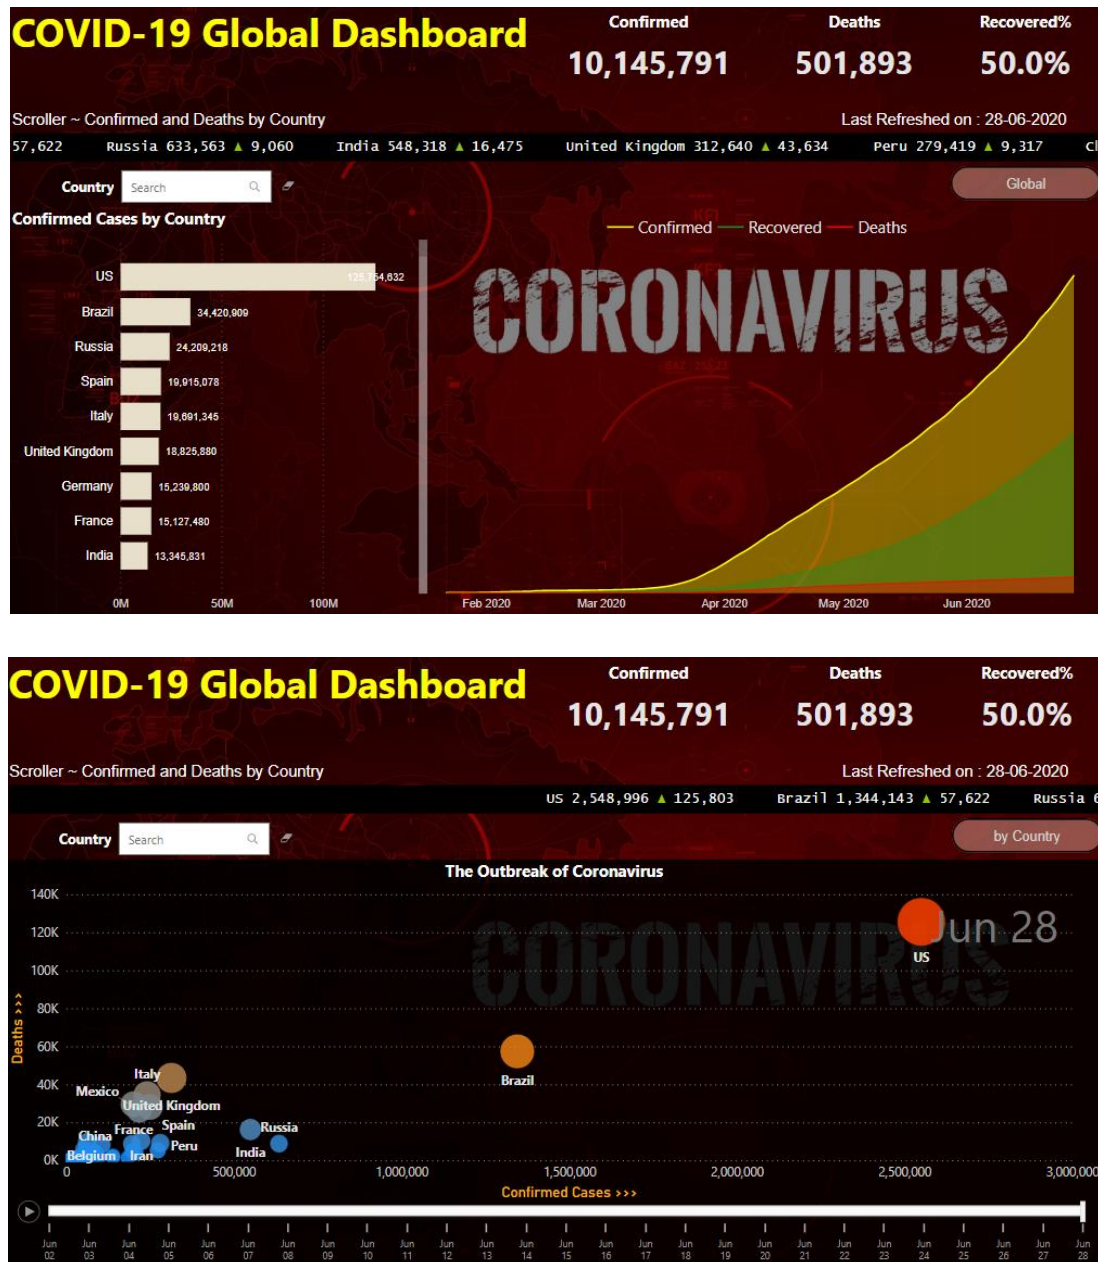 COVID-19 Global Dashboard
Confirmed Deaths Recovered%
10,145,791 501,893 50.0%
Scroller ~ Confirmed and Deaths by Country Last Refreshed on : 28-06-2020
57,622 Russia 633,563 ▲ 9,060 India 548,318 ▲ 16,475 United Kingdom 312,640 ▲ 43,634 Peru 279,419 ▲ 9,317
Country Search Global
Confirmed Cases by Country
Confirmed Recovered Deaths
CORONAVIRUS
US 125,754,632
Brazil 34,420,909
Russia 24,209,218
Spain 19,915,078
Italy 19,691,345
United Kingdom 18,825,880
Germany 15,239,800
France 15,127,480
India 13,345,831
0M 50M 100M
Feb 2020 Mar 2020 Apr 2020 May 2020 Jun 2020
COVID-19 Global Dashboard
Confirmed Deaths Recovered%
10,145,791 501,893 50.0%
Scroller ~ Confirmed and Deaths by Country Last Refreshed on : 28-06-2020
US 2,548,996 ▲ 125,803 Brazil 1,344,143 ▲ 57,622 Russia
Country Search by Country
The Outbreak of Coronavirus
CORONAVIRUS
Jun 28
140K
120K
100K
80K
60K
40K
20K
0K
Deaths >>>
US
Brazil
Italy
Mexico
United Kingdom
France Spain
China
Peru
Russia
India
Belgium Iran
0 500,000 1,000,000 1,500,000 2,000,000 2,500,000 3,000,000
Confirmed Cases >>>
Jun Jun Jun Jun Jun Jun Jun Jun Jun Jun Jun Jun Jun Jun Jun Jun Jun Jun Jun Jun Jun Jun Jun Jun Jun Jun Jun
02 03 04 05 06 07 08 09 10 11 12 13 14 15 16 17 18 19 20 21 22 23 24 25 26 27 28